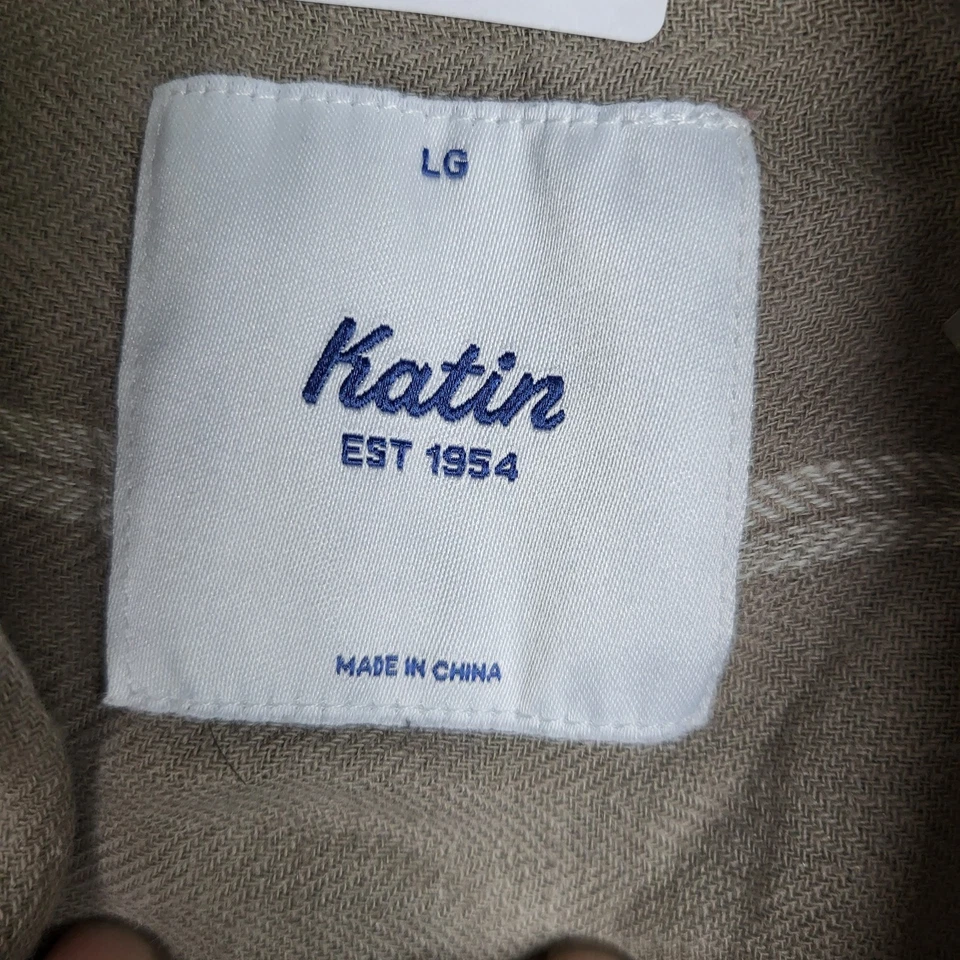 LG
Katin
EST 1954
MADE IN CHINA